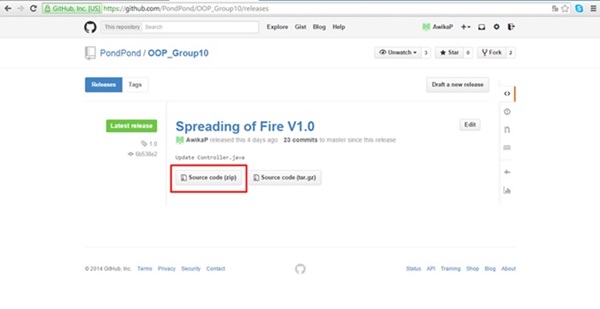 GitHub, Inc. [US] https://github.com/PondPond/OOP_Group10/releases
This repository Search Explore Gist Blog Help AwikaP
PondPond / OOP_Group10 Unwatch 3 Star 0 Fork 2
Releases Tags Draft a new release
Latest release
Spreading of Fire V1.0 Edit
1.0
AwikaP released this 4 days ago · 23 commits to master since this release
Update Controller.java
Source code (zip) Source code (tar.gz)
© 2014 GitHub, Inc. Terms Privacy Security Contact Status API Training Shop Blog About